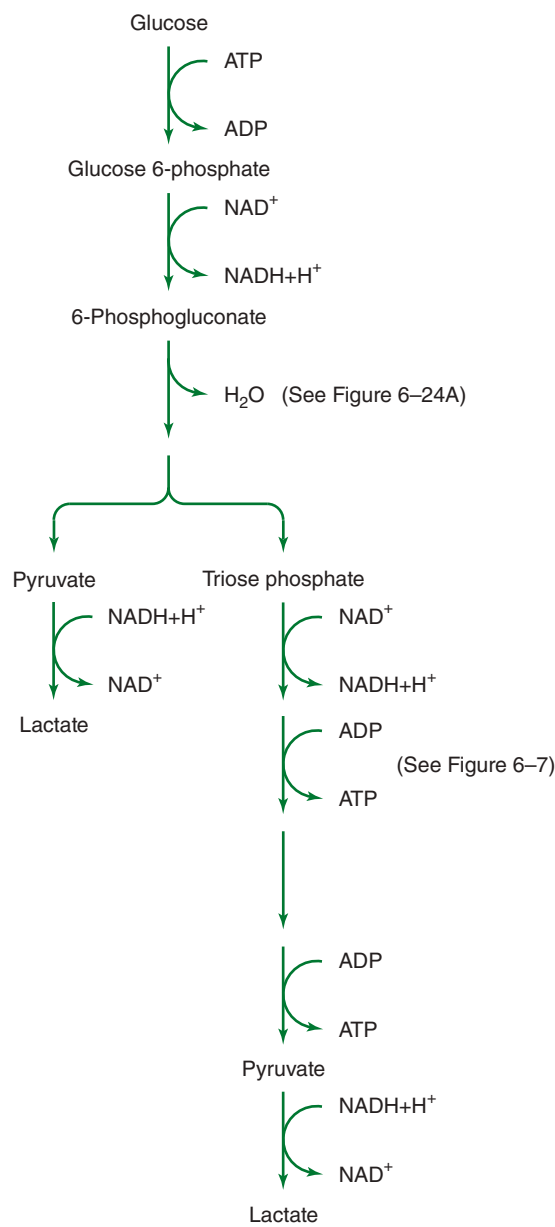 Glucose
ATP
ADP
Glucose 6-phosphate
NAD⁺
NADH+H⁺
6-Phosphogluconate
H₂O (See Figure 6–24A)
Pyruvate
Triose phosphate
NADH+H⁺
NAD⁺
NAD⁺
NADH+H⁺
Lactate
ADP
(See Figure 6–7)
ATP
ADP
ATP
Pyruvate
NADH+H⁺
NAD⁺
Lactate